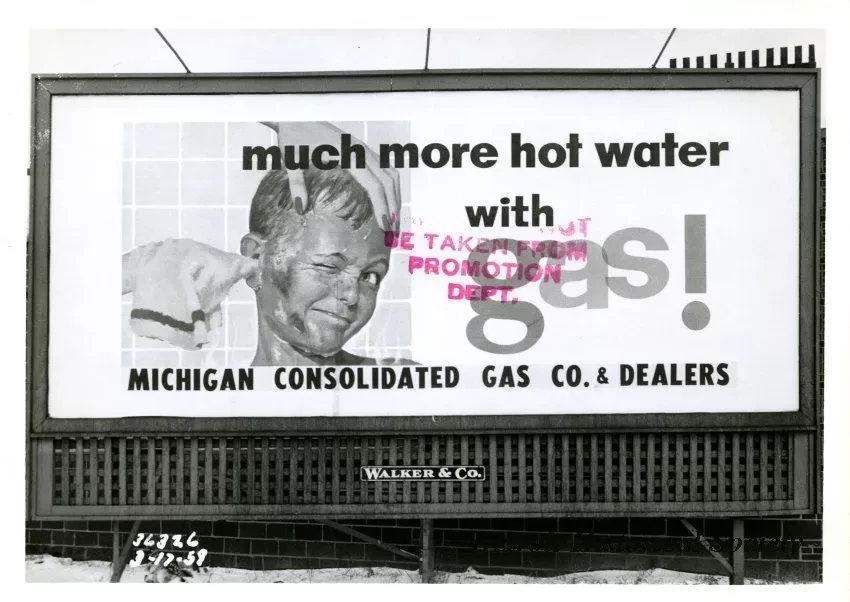 much more hot water
with
gas!
BE TAKEN FROM
PROMOTION
DEPT.
MICHIGAN CONSOLIDATED GAS CO. & DEALERS
WALKER & CO.
36326
3-17-59